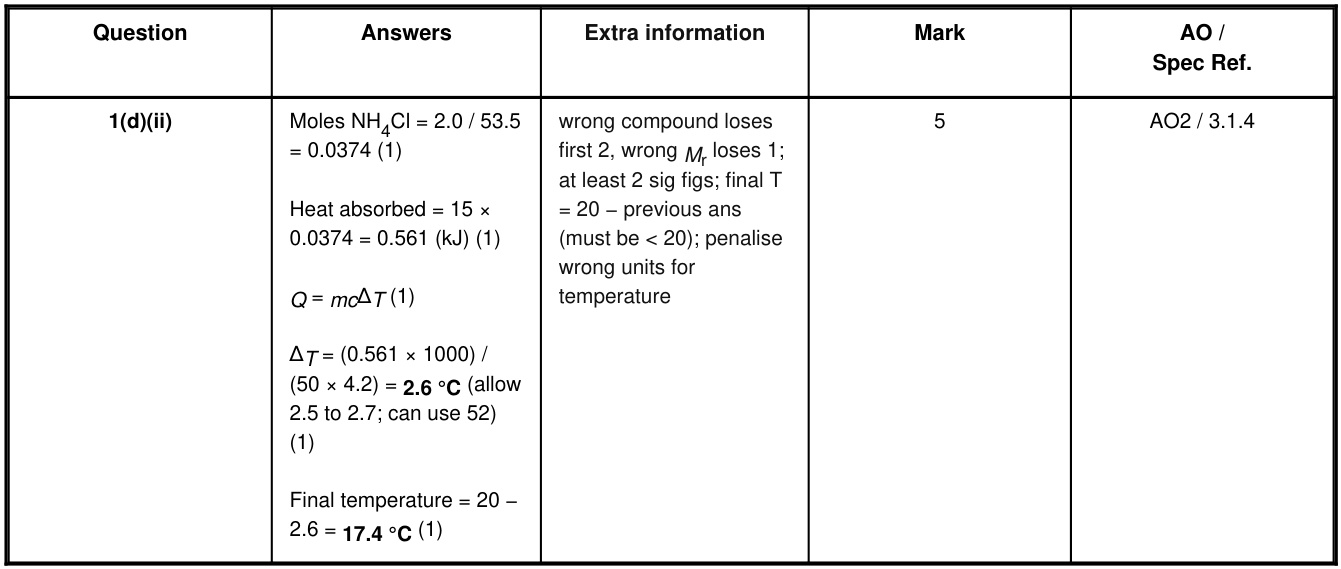 Question
Answers
Extra information
Mark
AO /
Spec Ref.
1(d)(ii)
Moles NH4Cl = 2.0 / 53.5
= 0.0374 (1)
Heat absorbed = 15 ×
0.0374 = 0.561 (kJ) (1)
Q = mcΔT (1)
ΔT = (0.561 × 1000) /
(50 × 4.2) = 2.6 °C (allow
2.5 to 2.7; can use 52)
(1)
Final temperature = 20 −
2.6 = 17.4 °C (1)
wrong compound loses
first 2, wrong Mr loses 1;
at least 2 sig figs; final T
= 20 − previous ans
(must be < 20); penalise
wrong units for
temperature
5
AO2 / 3.1.4